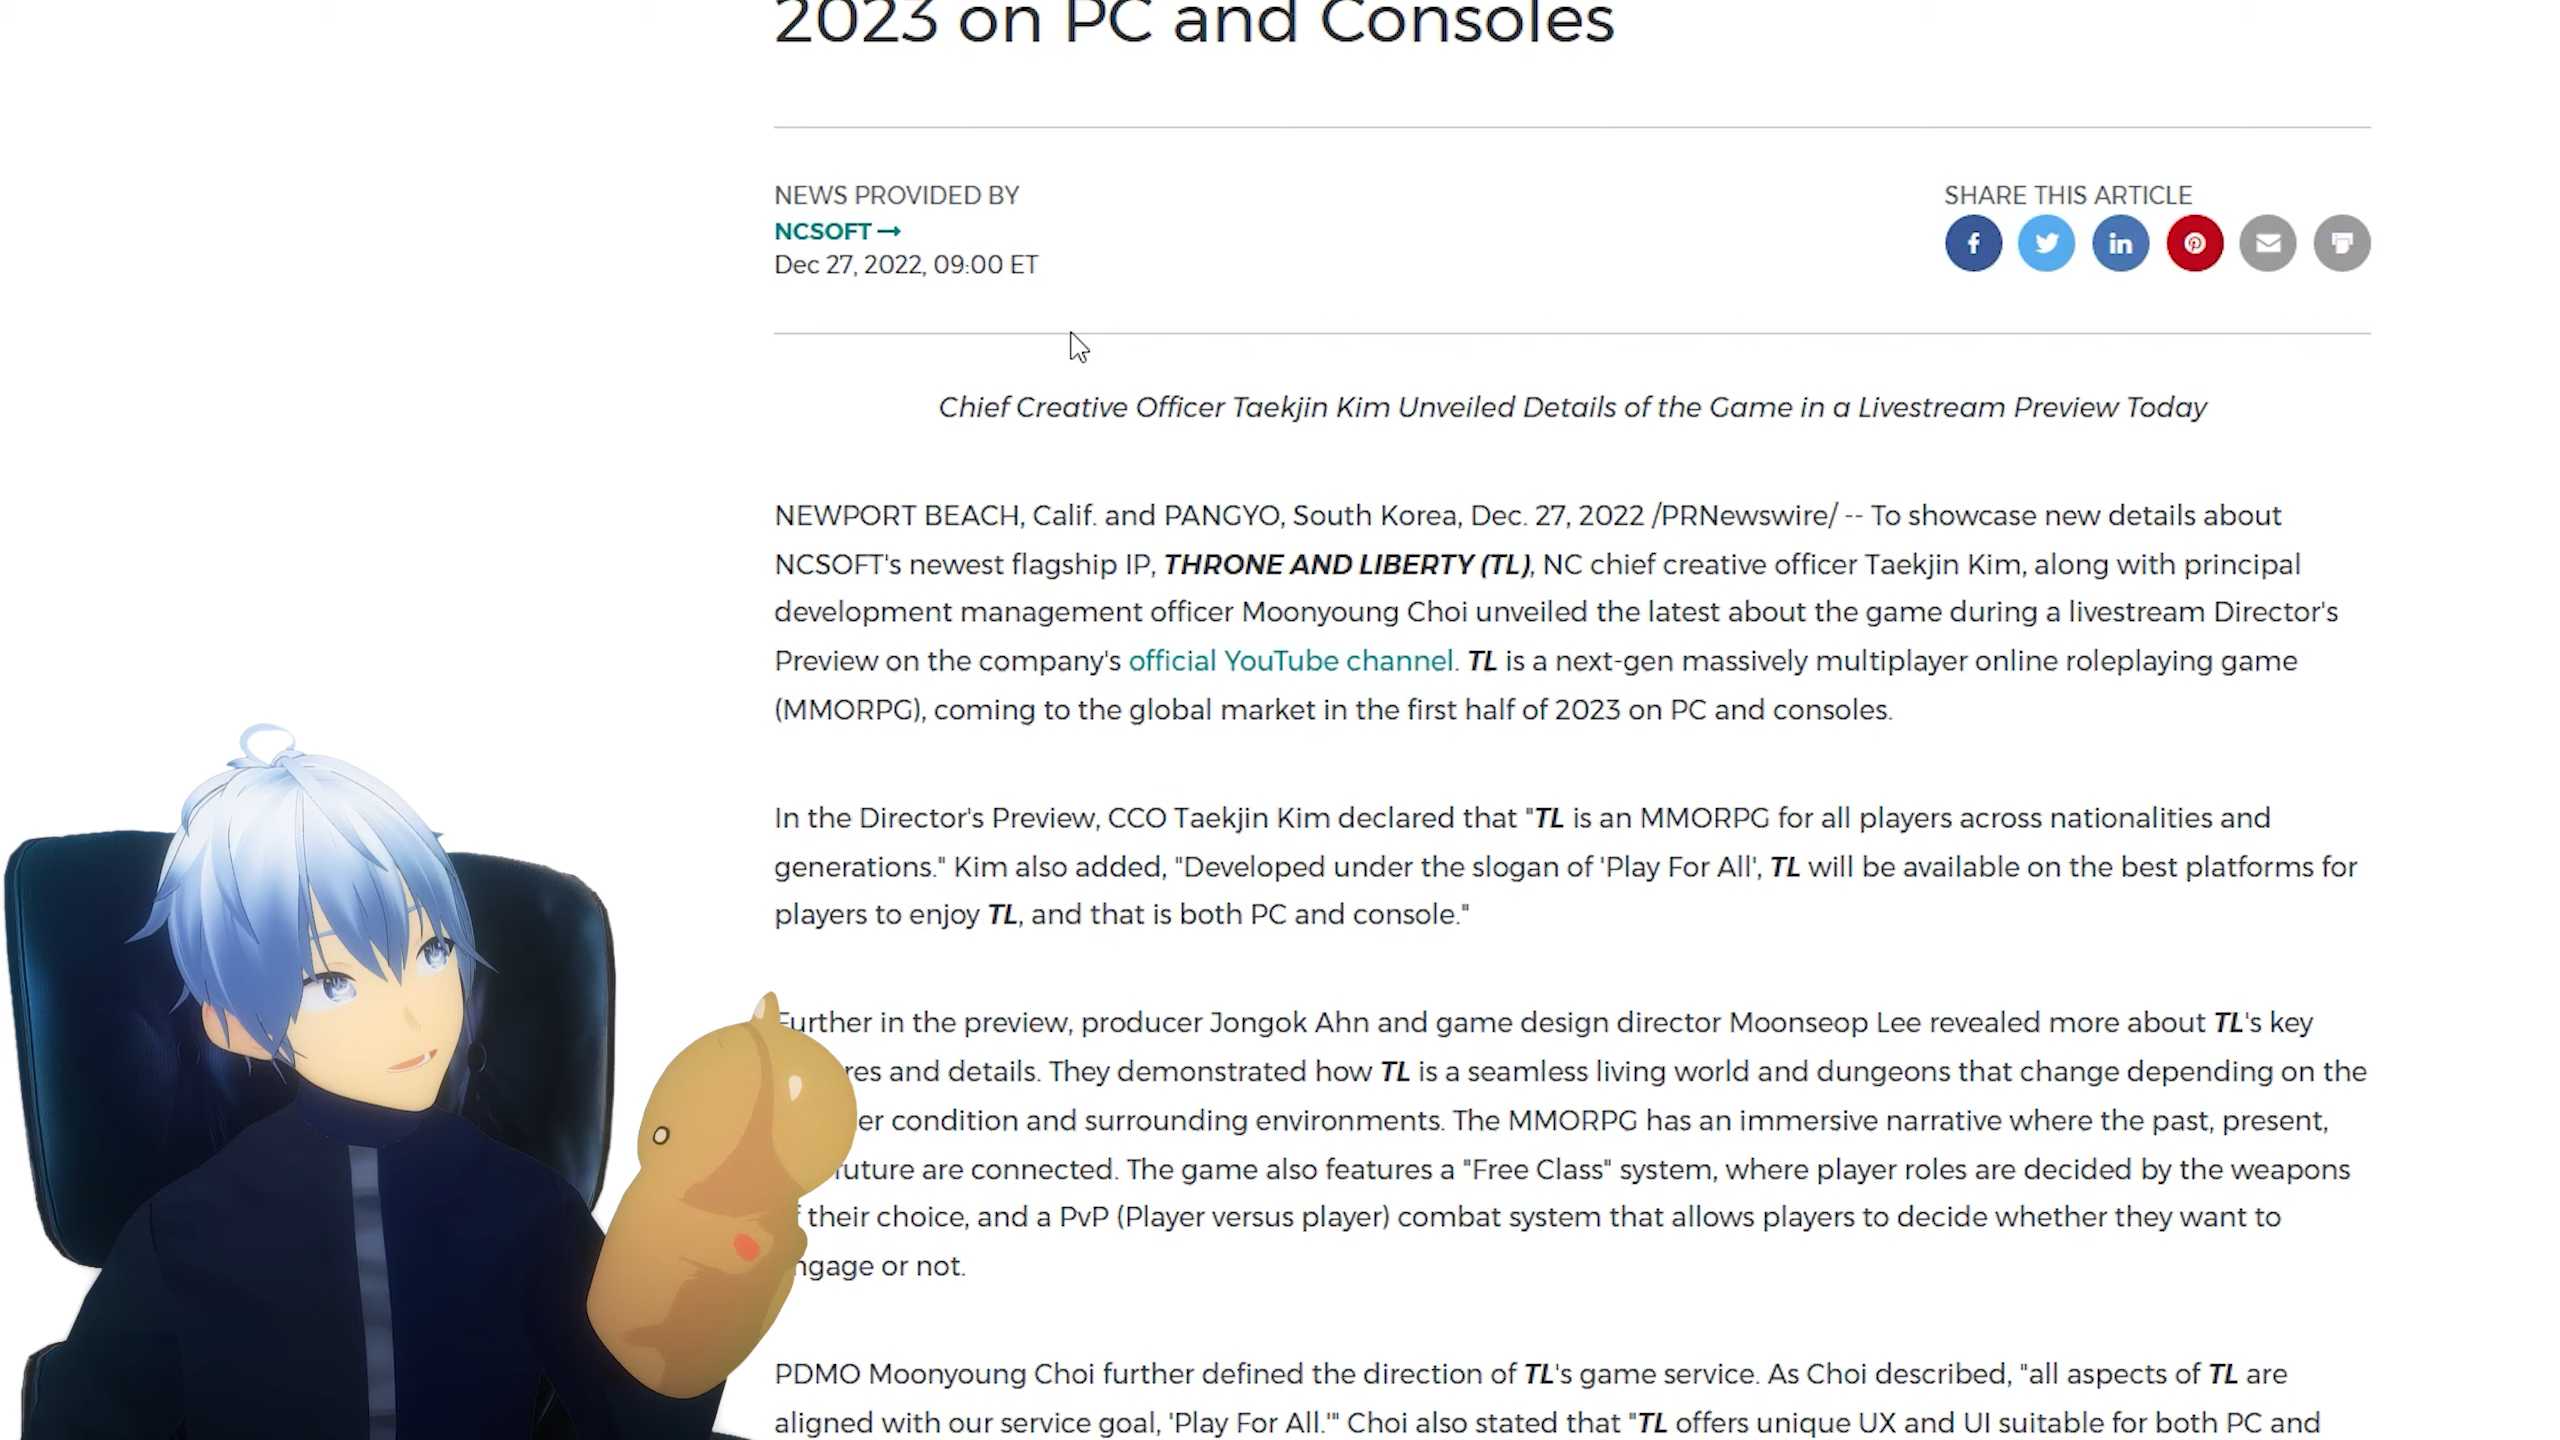 2023 on PC and Consoles
NEWS PROVIDED BY
NCSOFT→
Dec 27, 2022, 09:00 ET
SHARE THIS ARTICLE
Chief Creative Officer Taekjin Kim Unveiled Details of the Game in a Livestream Preview Today
NEWPORT BEACH, Calif. and PANGYO, South Korea, Dec. 27, 2022 /PRNewswire/ -- To showcase new details about
NCSOFT's newest flagship IP, THRONE AND LIBERTY (TL), NC chief creative officer Taekjin Kim, along with principal
development management officer Moonyoung Choi unveiled the latest about the game during a livestream Director's
Preview on the company's official YouTube channel. TL is a next-gen massively multiplayer online roleplaying game
(MMORPG), coming to the global market in the first half of 2023 on PC and consoles.
In the Director's Preview, CCO Taekjin Kim declared that "TL is an MMORPG for all players across nationalities and
generations." Kim also added, "Developed under the slogan of 'Play For All', TL will be available on the best platforms for
players to enjoy TL, and that is both PC and console."
Further in the preview, producer Jongok Ahn and game design director Moonseop Lee revealed more about TL's key
res and details. They demonstrated how TL is a seamless living world and dungeons that change depending on the
er condition and surrounding environments. The MMORPG has an immersive narrative where the past, present,
future are connected. The game also features a "Free Class" system, where player roles are decided by the weapons
their choice, and a PvP (Player versus player) combat system that allows players to decide whether they want to
ngage or not.
PDMO Moonyoung Choi further defined the direction of TL's game service. As Choi described, "all aspects of TL are
aligned with our service goal, 'Play For All.'" Choi also stated that "TL offers unique UX and UI suitable for both PC and